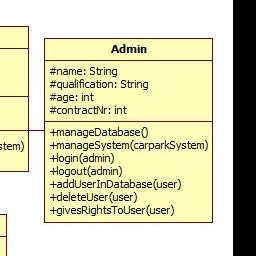 Admin
#name: String
#qualification: String
#age: int
#contractNr: int
+manageDatabase()
+manageSystem(carparkSystem)
stem)
+login(admin)
+logout(admin)
+addUserInDatabase(user)
+deleteUser(user)
+givesRightsToUser(user)